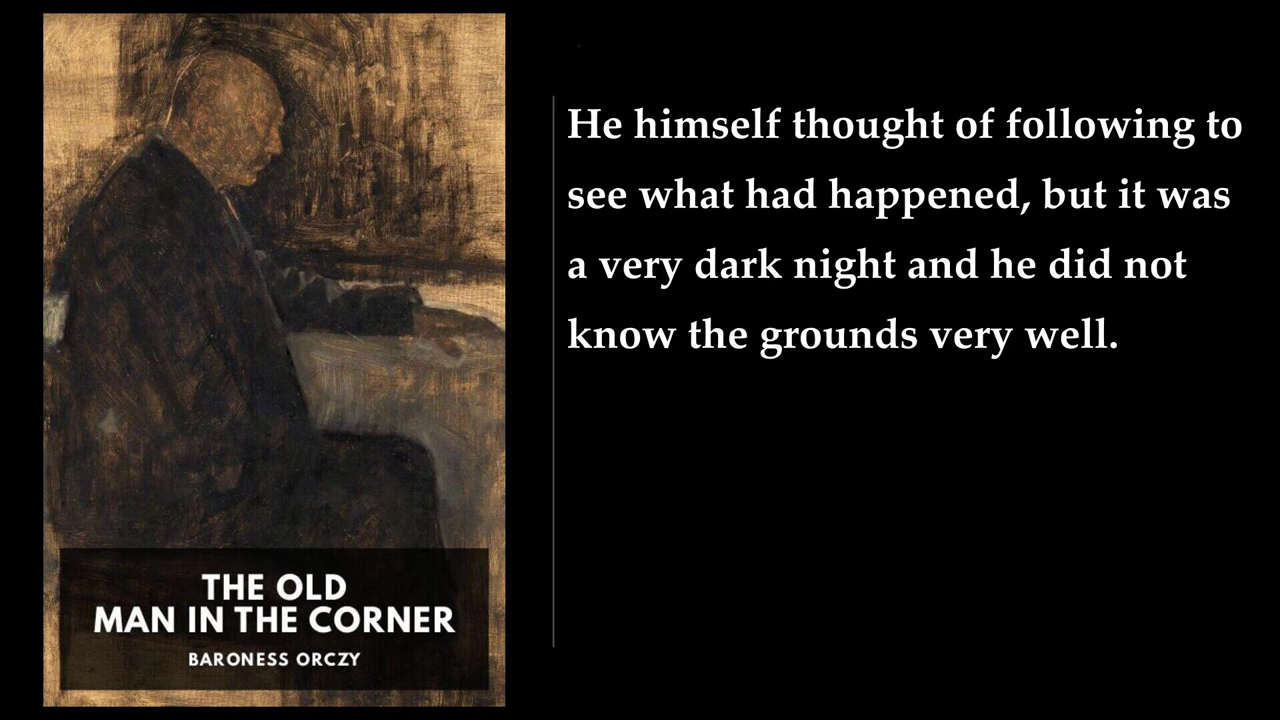 THE OLD
MAN IN THE CORNER
BARONESS ORCZY
He himself thought of following to
see what had happened, but it was
a very dark night and he did not
know the grounds very well.